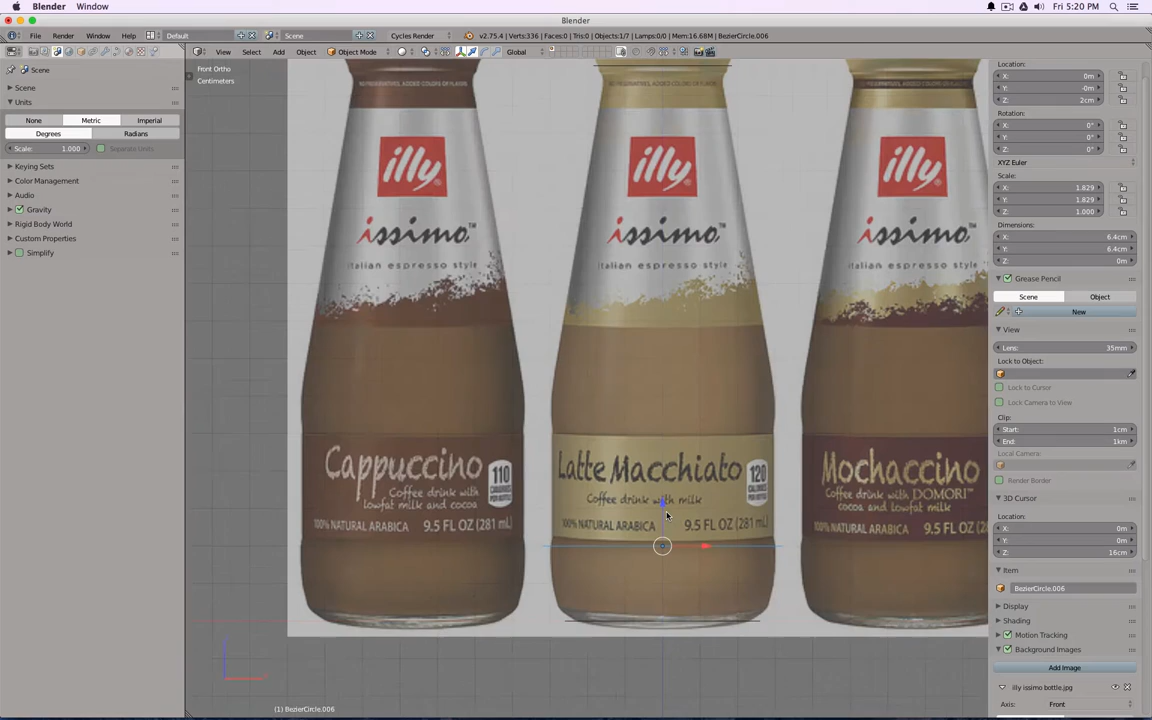 Blender Window Fri 5:20 PM
Blender
File Render Window Help Default Scene Cycles Render v2.75.4 | Verts:336 | Faces:0 | Tris:0 | Objects:1/7 | Lamps:0/0 | Mem:16.68M | BezierCircle.006
View Select Add Object Object Mode Global
Scene
Scene
Units
None Metric Imperial
Degrees Radians
Scale: 1.000 Separate Units
Keying Sets
Color Management
Audio
Gravity
Rigid Body World
Custom Properties
Simplify
Front Ortho
Centimeters
illy illy illy
issimo™ issimo™ issimo™
italian espresso style italian espresso style italian espresso style
Cappuccino 110
Coffee drink with
lowfat milk and cocoa
100% NATURAL ARABICA 9.5 FL OZ (281 mL)
Latte Macchiato 120
Coffee drink with milk
100% NATURAL ARABICA 9.5 FL OZ (281 mL)
Mochaccino
Coffee drink with DOMORI™
cocoa and lowfat milk
100% NATURAL ARABICA 9.5 FL OZ (281
(1) BezierCircle.006
Location:
X: 0m
Y: -0m
Z: 2cm
Rotation:
X: 0°
Y: 0°
Z: 0°
XYZ Euler
Scale:
X: 1.829
Y: 1.829
Z: 1.000
Dimensions:
X: 6.4cm
Y: 6.4cm
Z: 0m
Grease Pencil
Scene Object
New
View
Lens: 35mm
Lock to Object:
Lock to Cursor
Lock Camera to View
Clip:
Start: 1cm
End: 1km
Local Camera:
Render Border
3D Cursor
Location:
X: 0m
Y: 0m
Z: 16cm
Item
BezierCircle.006
Display
Shading
Motion Tracking
Background Images
Add Image
illy issimo bottle.jpg
Axis: Front